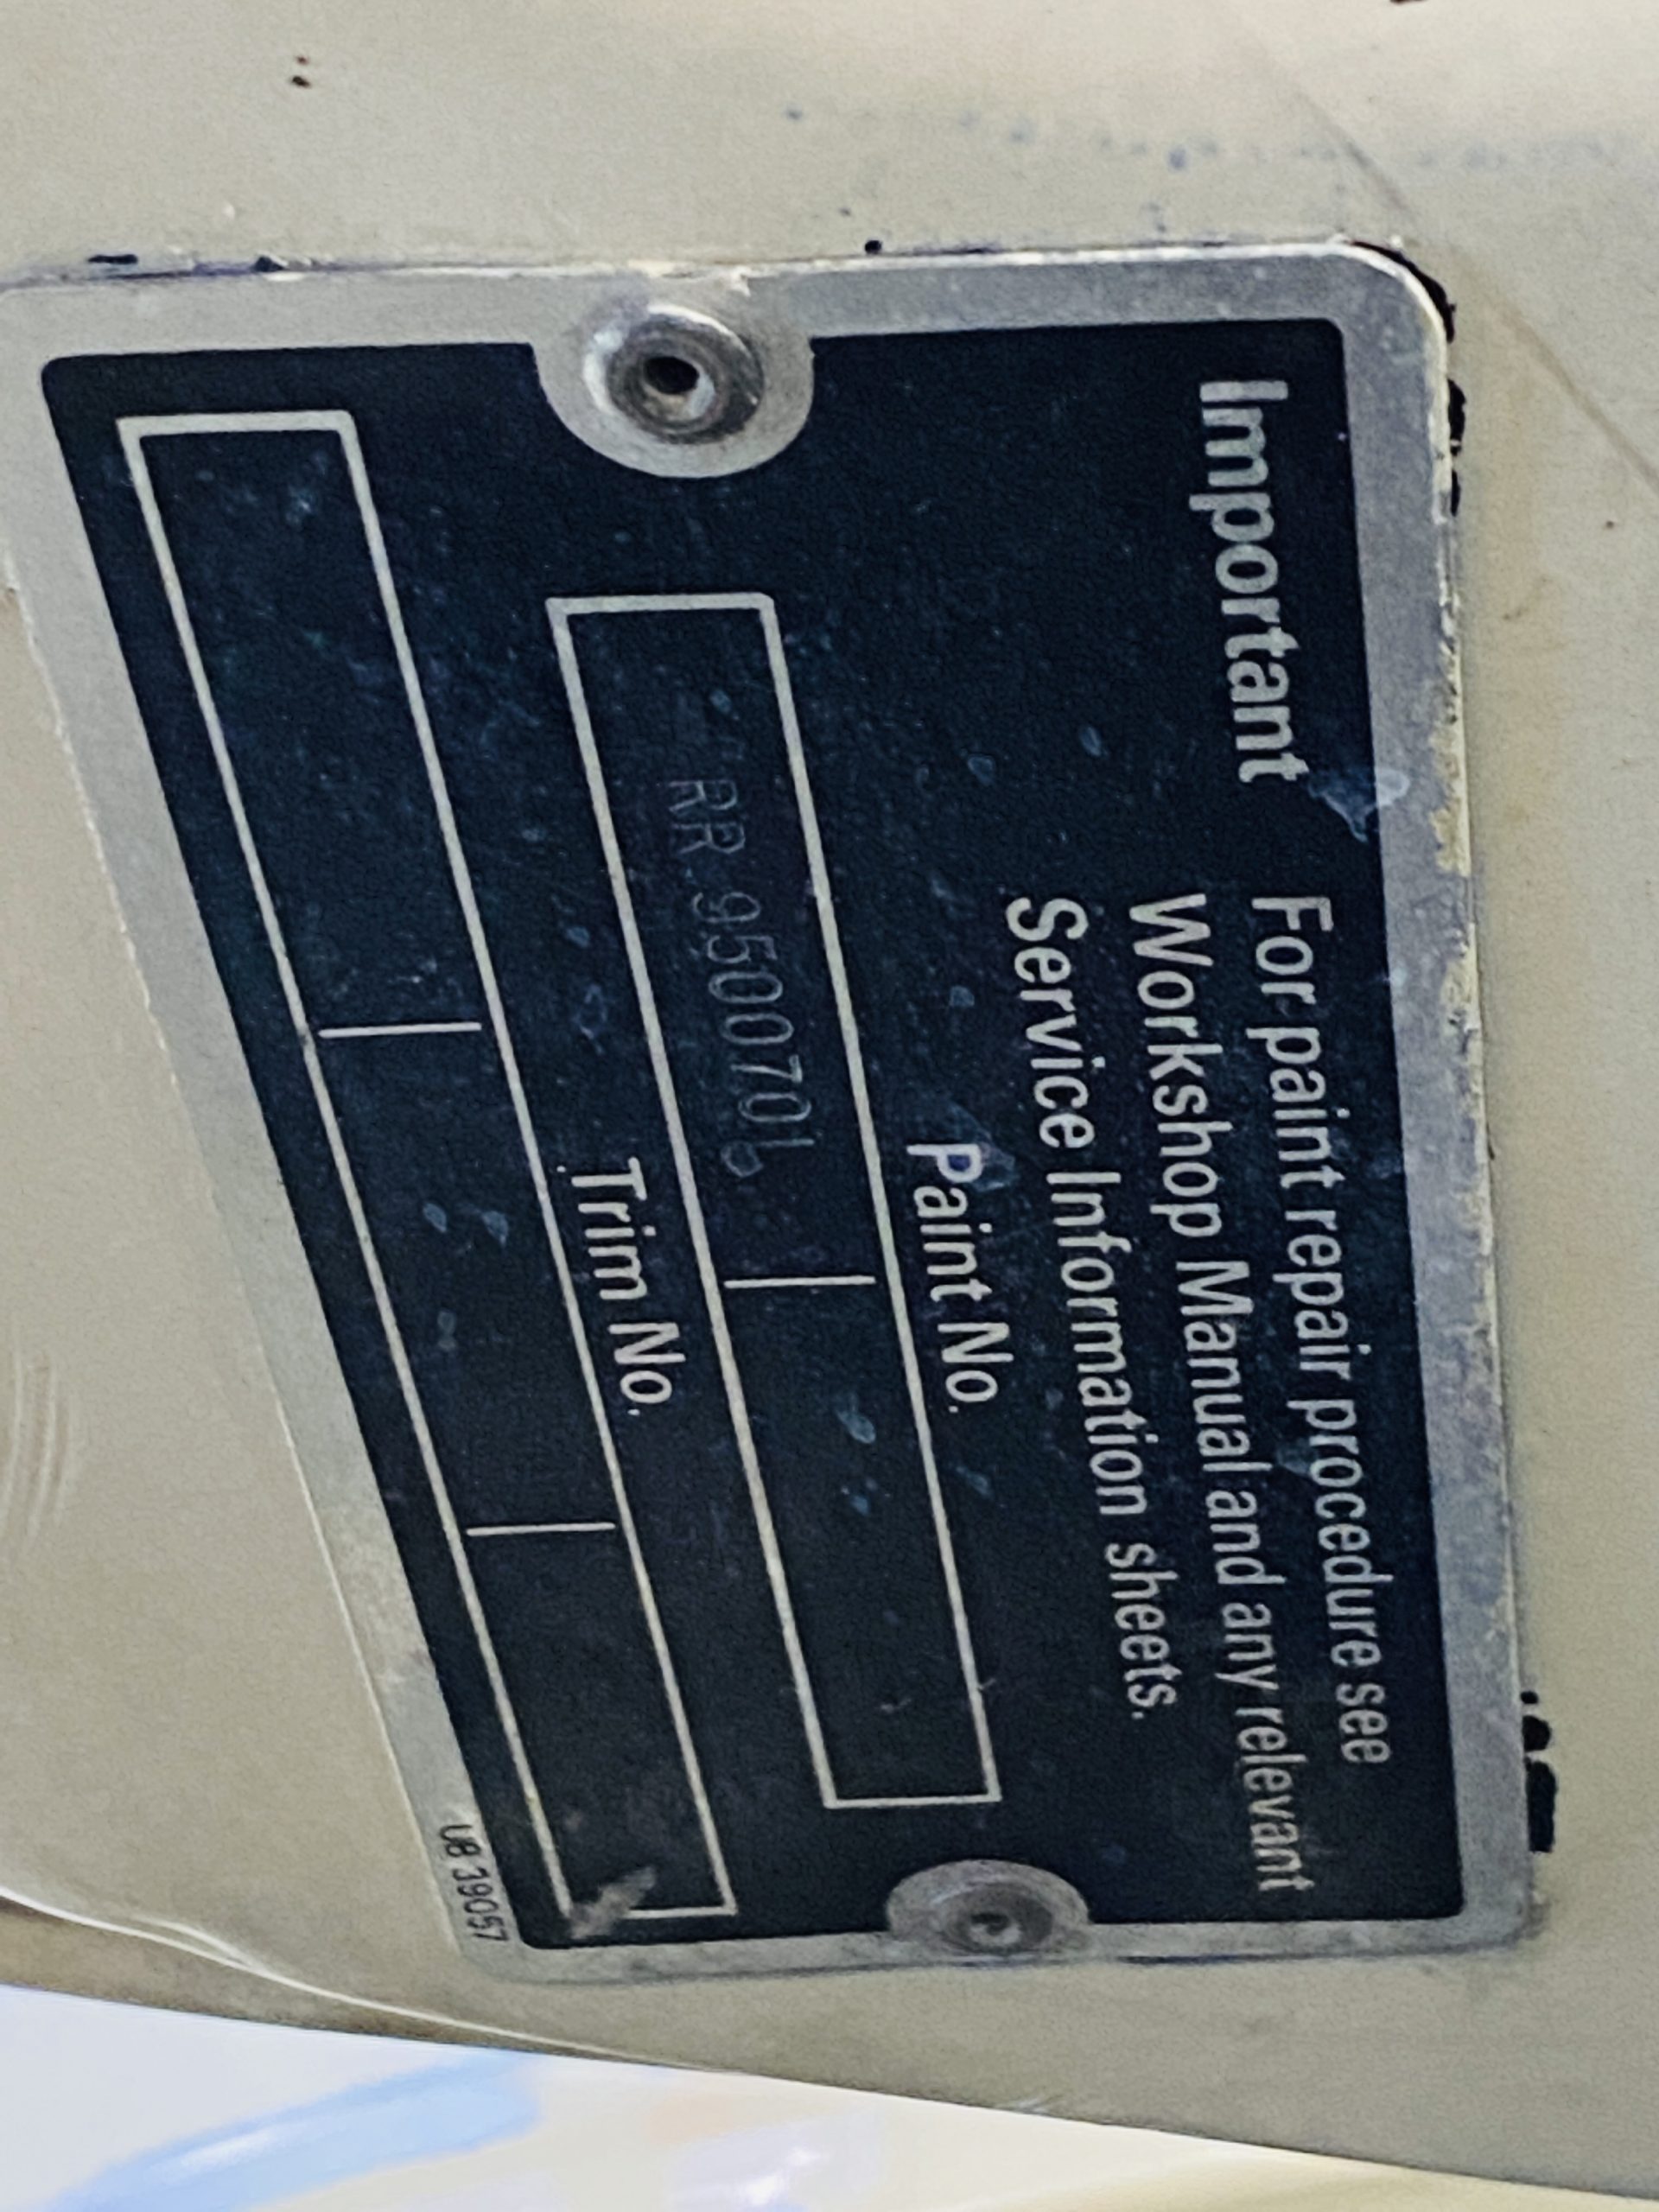 Important
For paint repair procedure see
Workshop Manual and any relevant
Service Information sheets.
Paint No.
RR 9500701
Trim No.
UB 39057